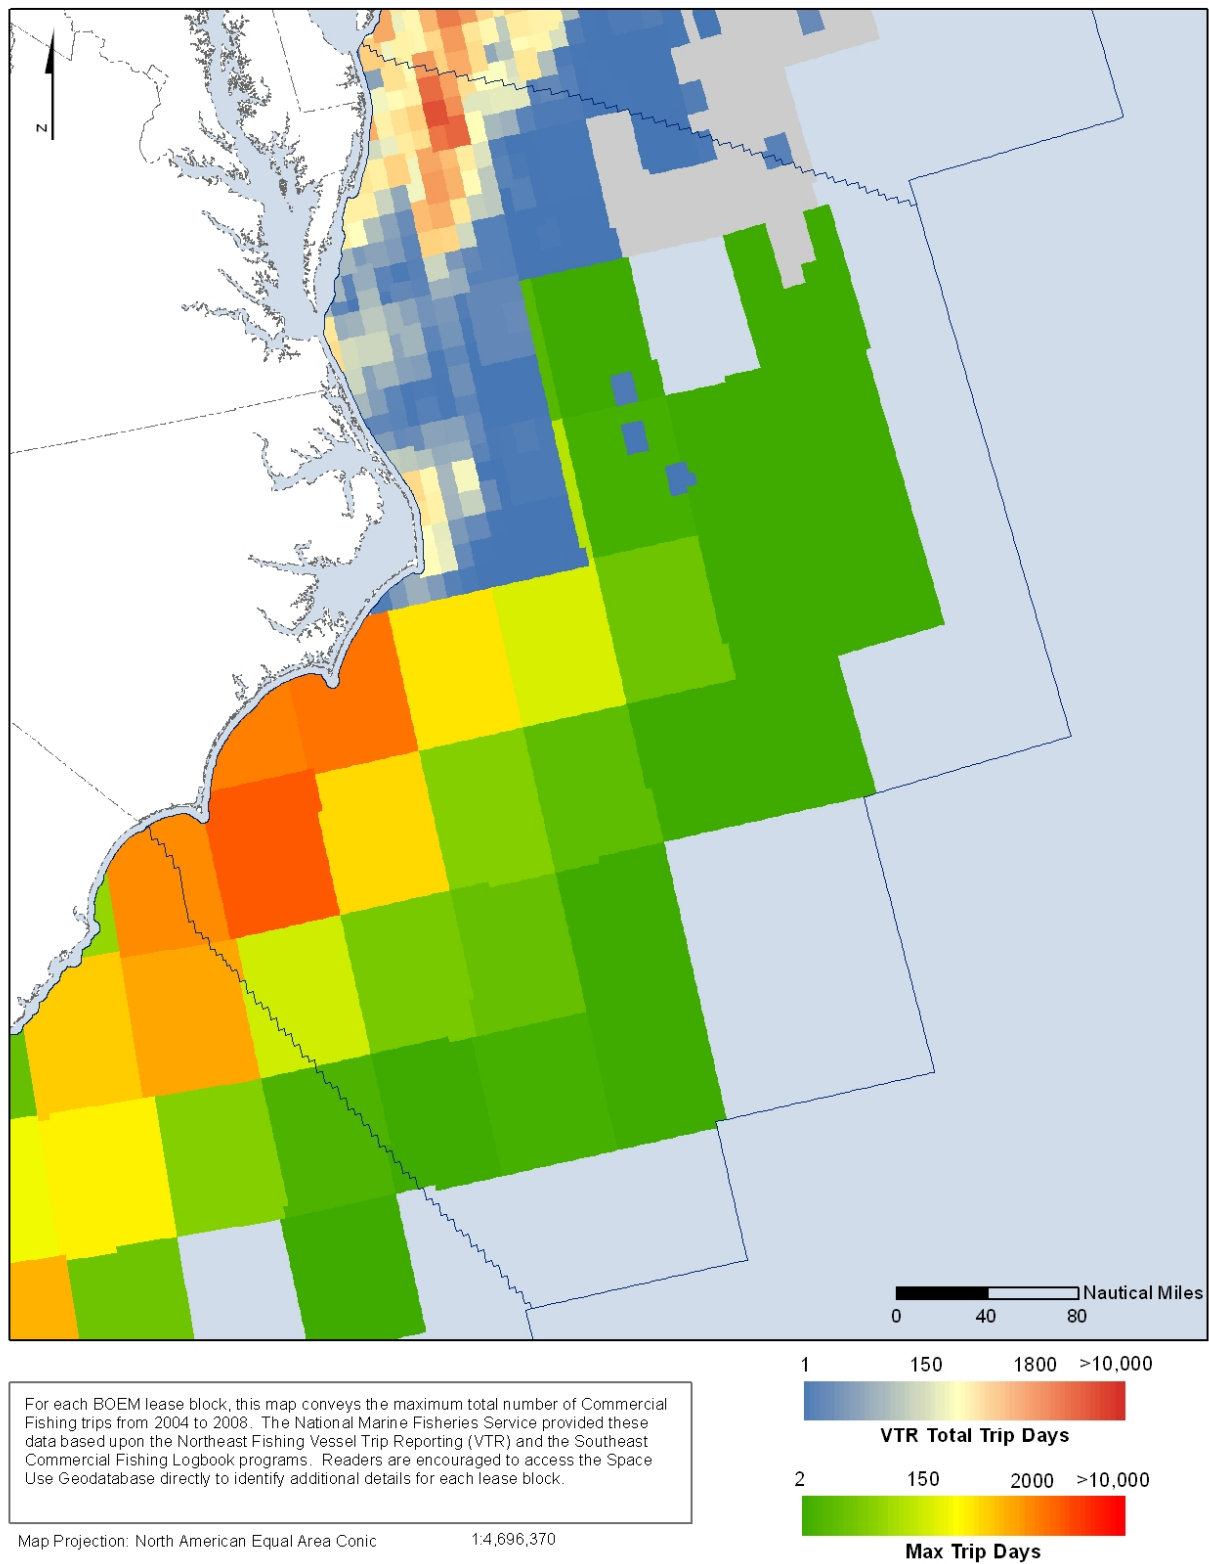 N
Nautical Miles
0 40 80
1 150 1800 >10,000
VTR Total Trip Days
2 150 2000 >10,000
Max Trip Days
For each BOEM lease block, this map conveys the maximum total number of Commercial
Fishing trips from 2004 to 2008. The National Marine Fisheries Service provided these
data based upon the Northeast Fishing Vessel Trip Reporting (VTR) and the Southeast
Commercial Fishing Logbook programs. Readers are encouraged to access the Space
Use Geodatabase directly to identify additional details for each lease block.
Map Projection: North American Equal Area Conic 1:4,696,370